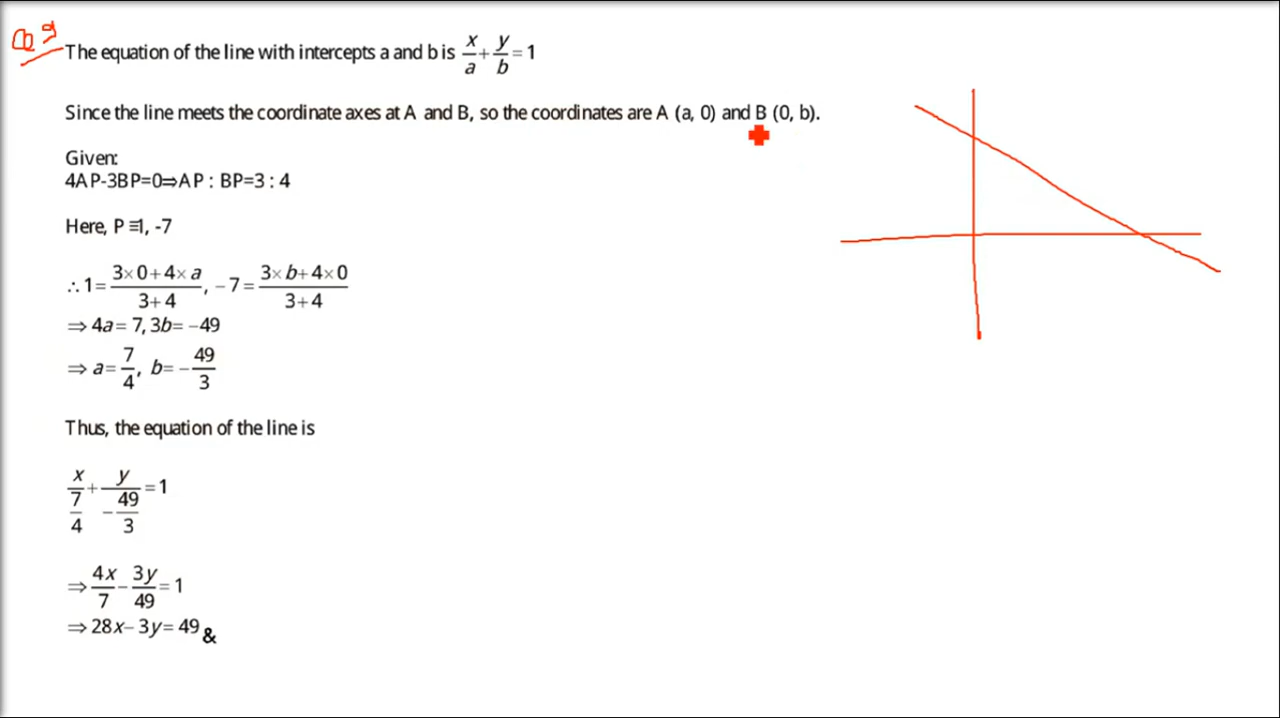 Q9
The equation of the line with intercepts a and b is x/a + y/b = 1
Since the line meets the coordinate axes at A and B, so the coordinates are A (a, 0) and B (0, b).
Given:
4AP-3BP=0⇒AP : BP=3 : 4
Here, P ≡1, -7
∴ 1 = (3×0+4×a)/(3+4), −7 = (3×b+4×0)/(3+4)
⇒ 4a = 7, 3b = −49
⇒ a = 7/4, b = −49/3
Thus, the equation of the line is
x/(7/4) + y/(−49/3) = 1
⇒ 4x/7 − 3y/49 = 1
⇒ 28x − 3y = 49 &